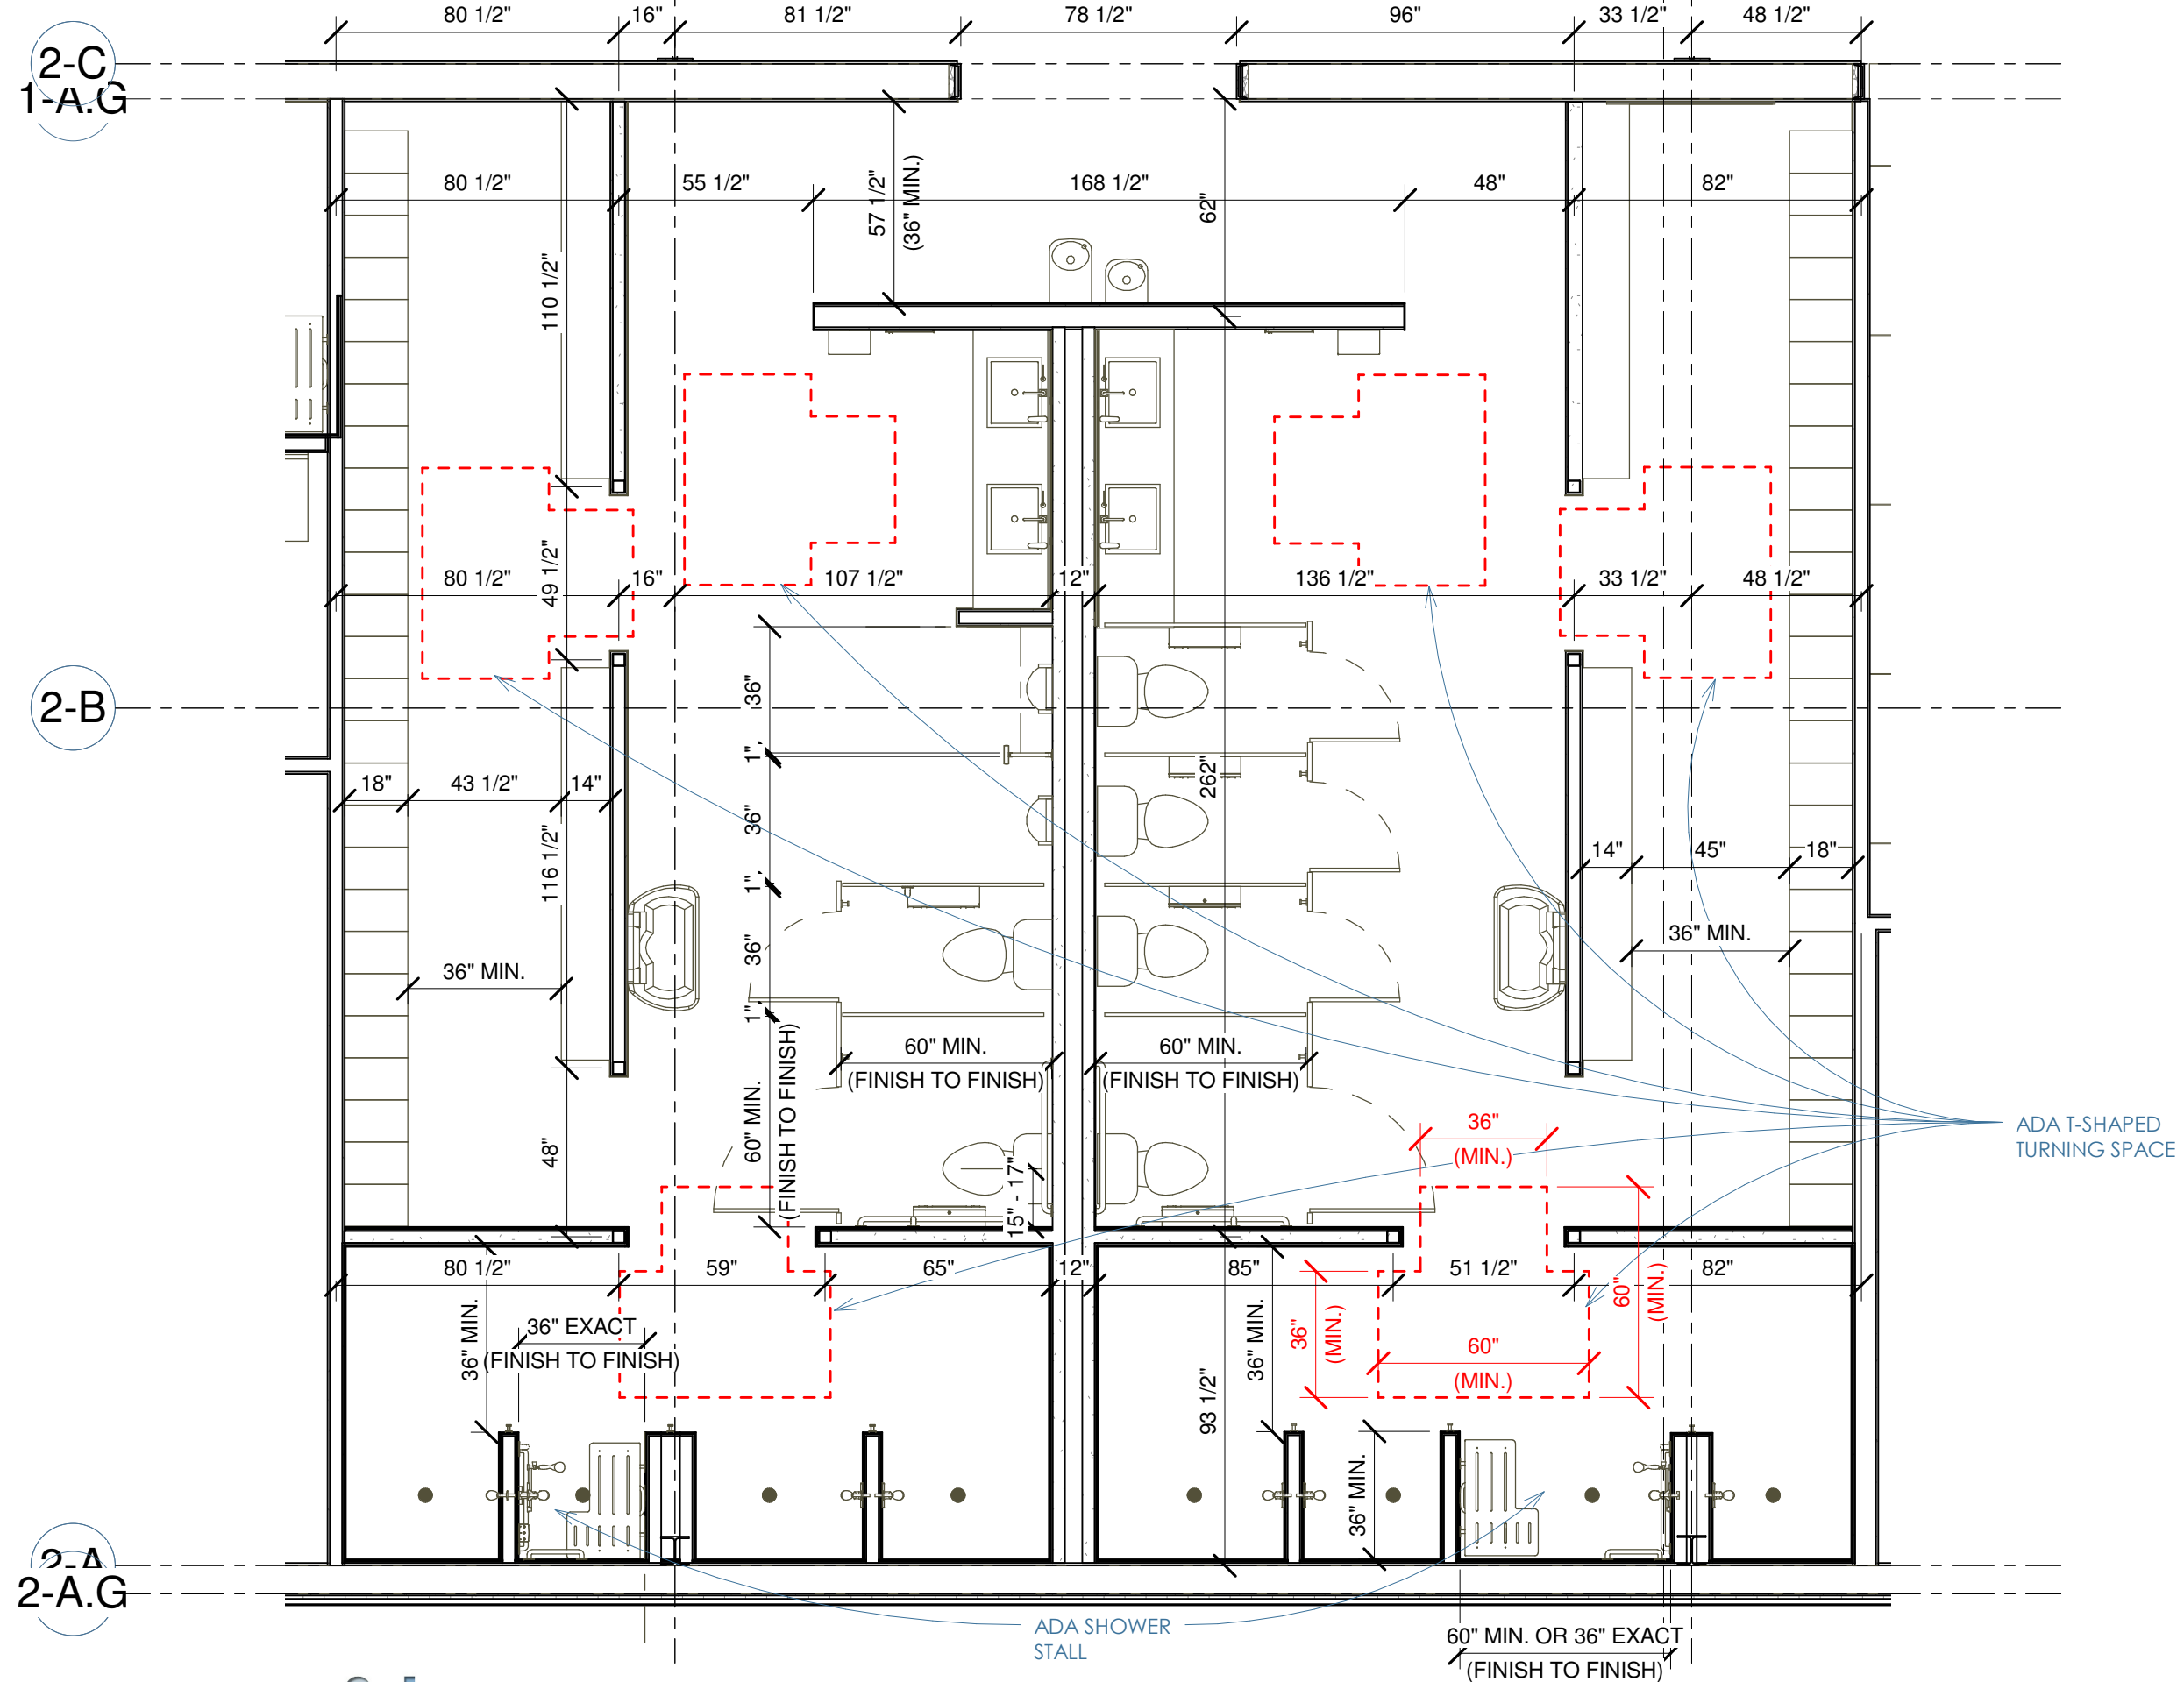 80 1/2" 16" 81 1/2" 78 1/2" 96" 33 1/2" 48 1/2"
2-C
1-A.G
80 1/2" 55 1/2" 168 1/2" 48" 82"
57 1/2"
(36" MIN.)
62"
110 1/2"
49 1/2"
80 1/2" 16" 107 1/2" 12" 136 1/2" 33 1/2" 48 1/2"
2-B
36"
1"
262"
18" 43 1/2" 14"
36"
116 1/2"
14" 45" 18"
1"
36"
36" MIN.
36" MIN.
1"
60" MIN.
(FINISH TO FINISH)
60" MIN.
(FINISH TO FINISH)
60" MIN.
(FINISH TO FINISH)
48"
15" - 17"
36"
(MIN.)
ADA T-SHAPED
TURNING SPACE
80 1/2" 59" 65" 12" 85" 51 1/2" 82"
60"
(MIN.)
36" MIN.
36" EXACT
(FINISH TO FINISH)
36" MIN.
36"
(MIN.)
60"
(MIN.)
93 1/2"
36" MIN.
2-A
2-A.G
ADA SHOWER
STALL
60" MIN. OR 36" EXACT
(FINISH TO FINISH)